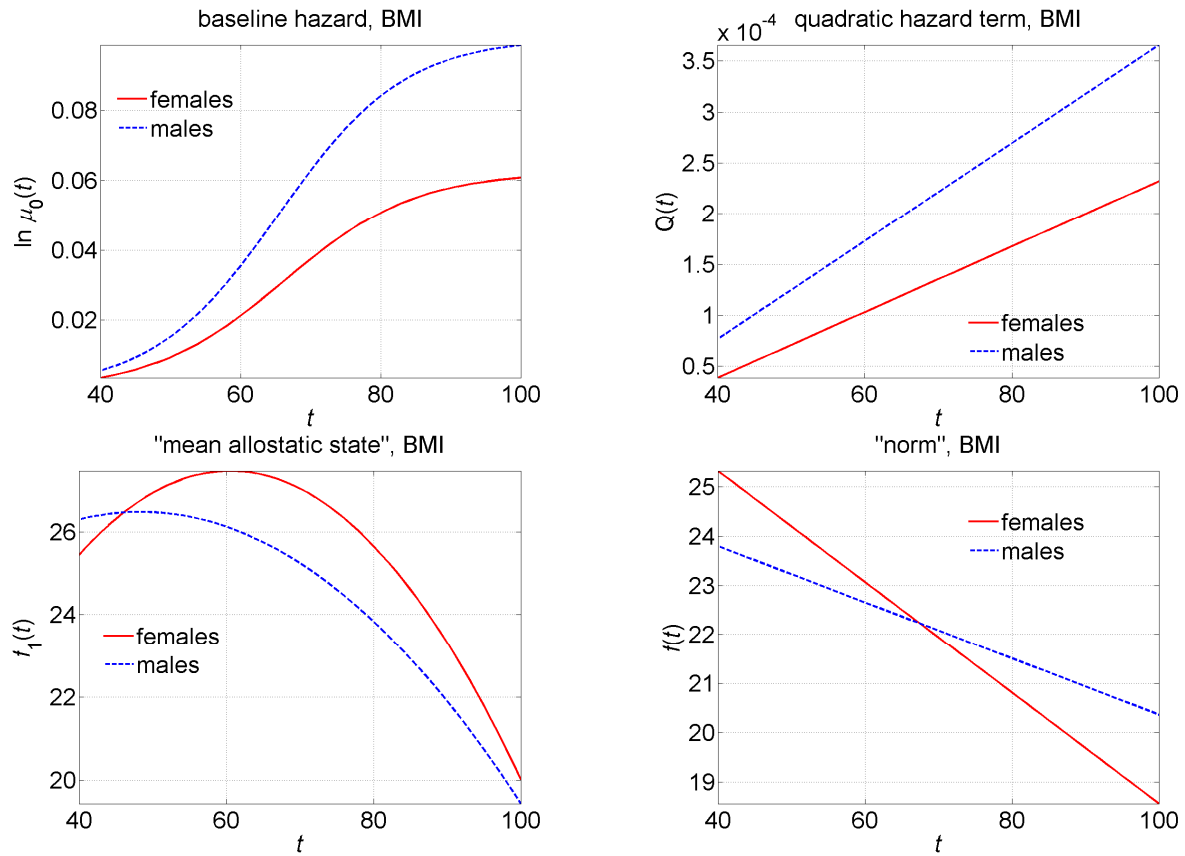 baseline hazard, BMI
ln μ0(t)
0.08
0.06
0.04
0.02
females
males
40
60
80
100
t
quadratic hazard term, BMI
x 10-4
Q(t)
3.5
3
2.5
2
1.5
1
0.5
females
males
40
60
80
100
t
"mean allostatic state", BMI
f1(t)
26
24
22
20
females
males
40
60
80
100
t
"norm", BMI
f(t)
25
24
23
22
21
20
19
females
males
40
60
80
100
t